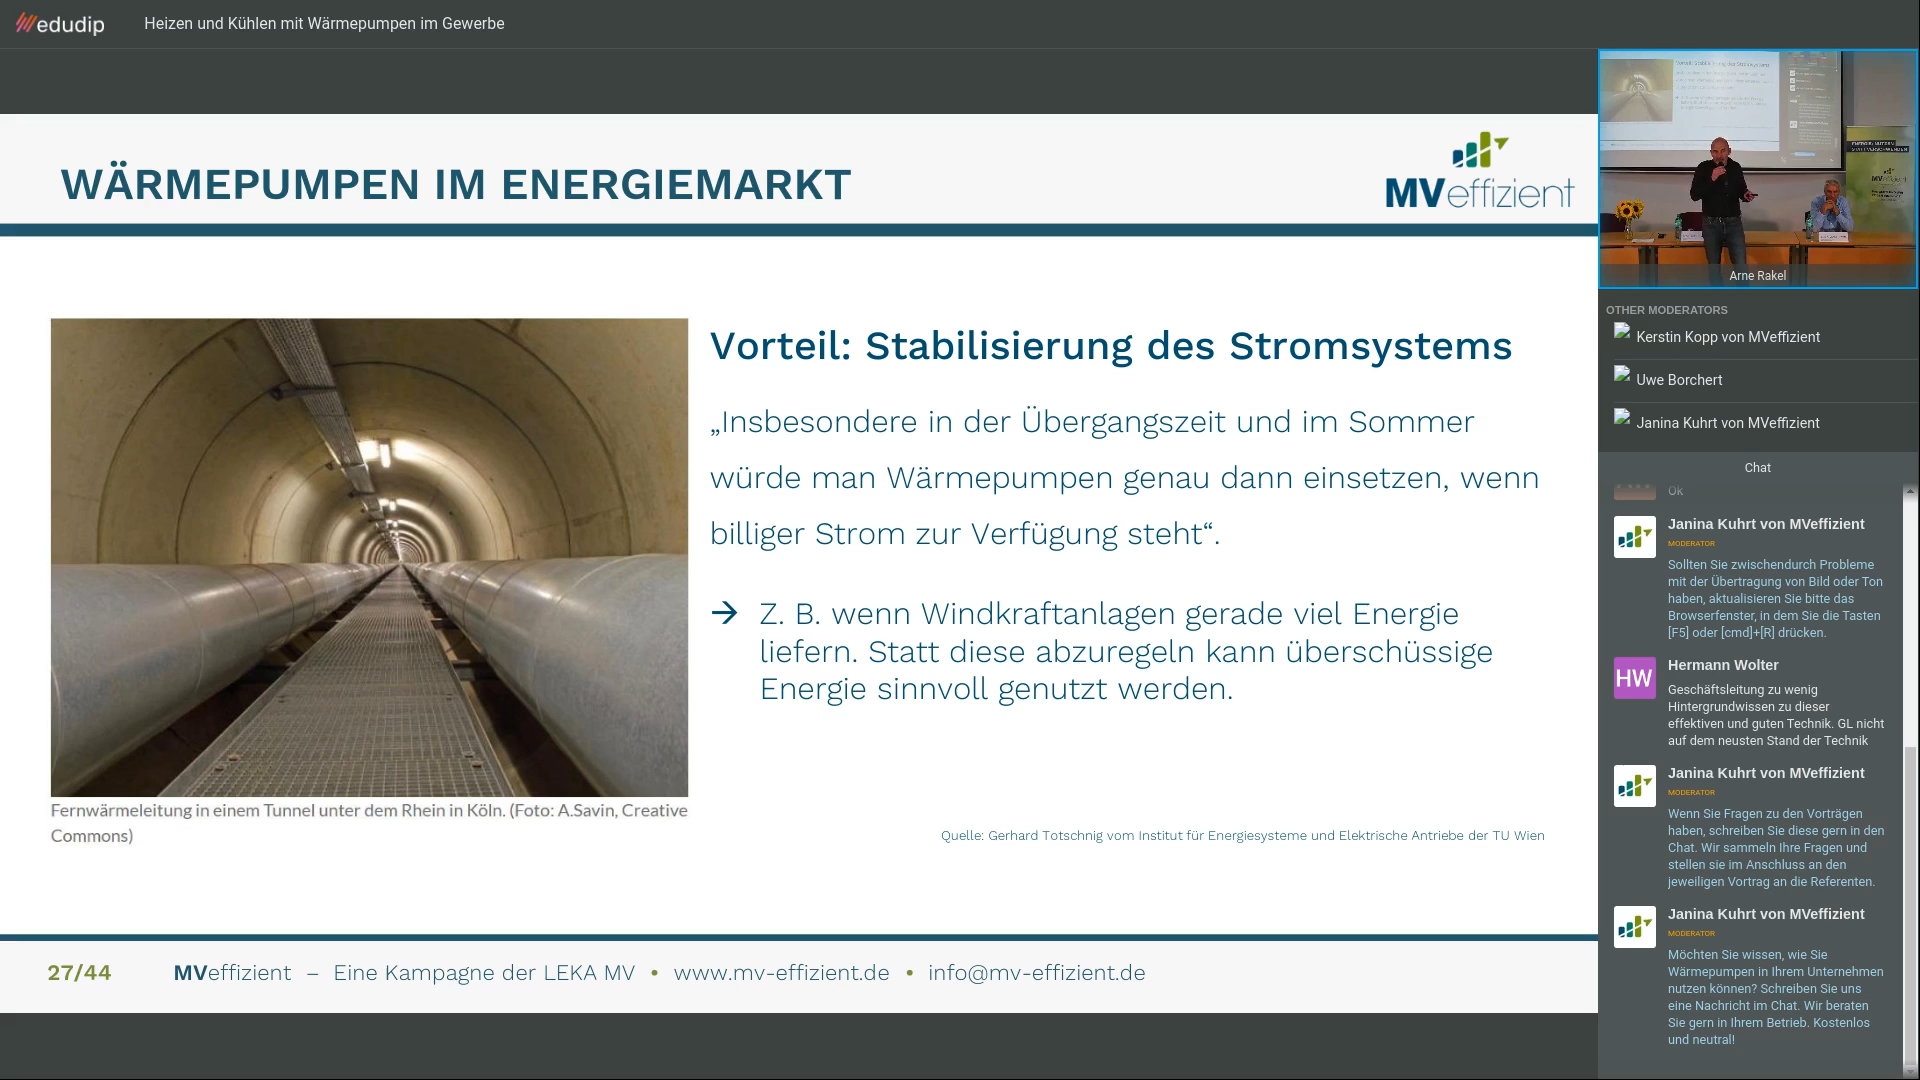 edudip
Heizen und Kühlen mit Wärmepumpen im Gewerbe
WÄRMEPUMPEN IM ENERGIEMARKT
MVeffizient
Vorteil: Stabilisierung des Stromsystems
„Insbesondere in der Übergangszeit und im Sommer
würde man Wärmepumpen genau dann einsetzen, wenn
billiger Strom zur Verfügung steht“.
→ Z. B. wenn Windkraftanlagen gerade viel Energie
liefern. Statt diese abzuregeln kann überschüssige
Energie sinnvoll genutzt werden.
Fernwärmeleitung in einem Tunnel unter dem Rhein in Köln. (Foto: A.Savin, Creative
Commons)
Quelle: Gerhard Totschnig vom Institut für Energiesysteme und Elektrische Antriebe der TU Wien
27/44
MVeffizient – Eine Kampagne der LEKA MV • www.mv-effizient.de • info@mv-effizient.de
Vorteil: Stabilisierung des Stromsystems
ENERGIE: NUTZEN
STATT VERSCHWENDEN
MVeffizient
Arne Rakel
OTHER MODERATORS
Kerstin Kopp von MVeffizient
Uwe Borchert
Janina Kuhrt von MVeffizient
Chat
Ok
Janina Kuhrt von MVeffizient
MODERATOR
Sollten Sie zwischendurch Probleme
mit der Übertragung von Bild oder Ton
haben, aktualisieren Sie bitte das
Browserfenster, in dem Sie die Tasten
[F5] oder [cmd]+[R] drücken.
HW
Hermann Wolter
Geschäftsleitung zu wenig
Hintergrundwissen zu dieser
effektiven und guten Technik. GL nicht
auf dem neusten Stand der Technik
Janina Kuhrt von MVeffizient
MODERATOR
Wenn Sie Fragen zu den Vorträgen
haben, schreiben Sie diese gern in den
Chat. Wir sammeln Ihre Fragen und
stellen sie im Anschluss an den
jeweiligen Vortrag an die Referenten.
Janina Kuhrt von MVeffizient
MODERATOR
Möchten Sie wissen, wie Sie
Wärmepumpen in Ihrem Unternehmen
nutzen können? Schreiben Sie uns
eine Nachricht im Chat. Wir beraten
Sie gern in Ihrem Betrieb. Kostenlos
und neutral!